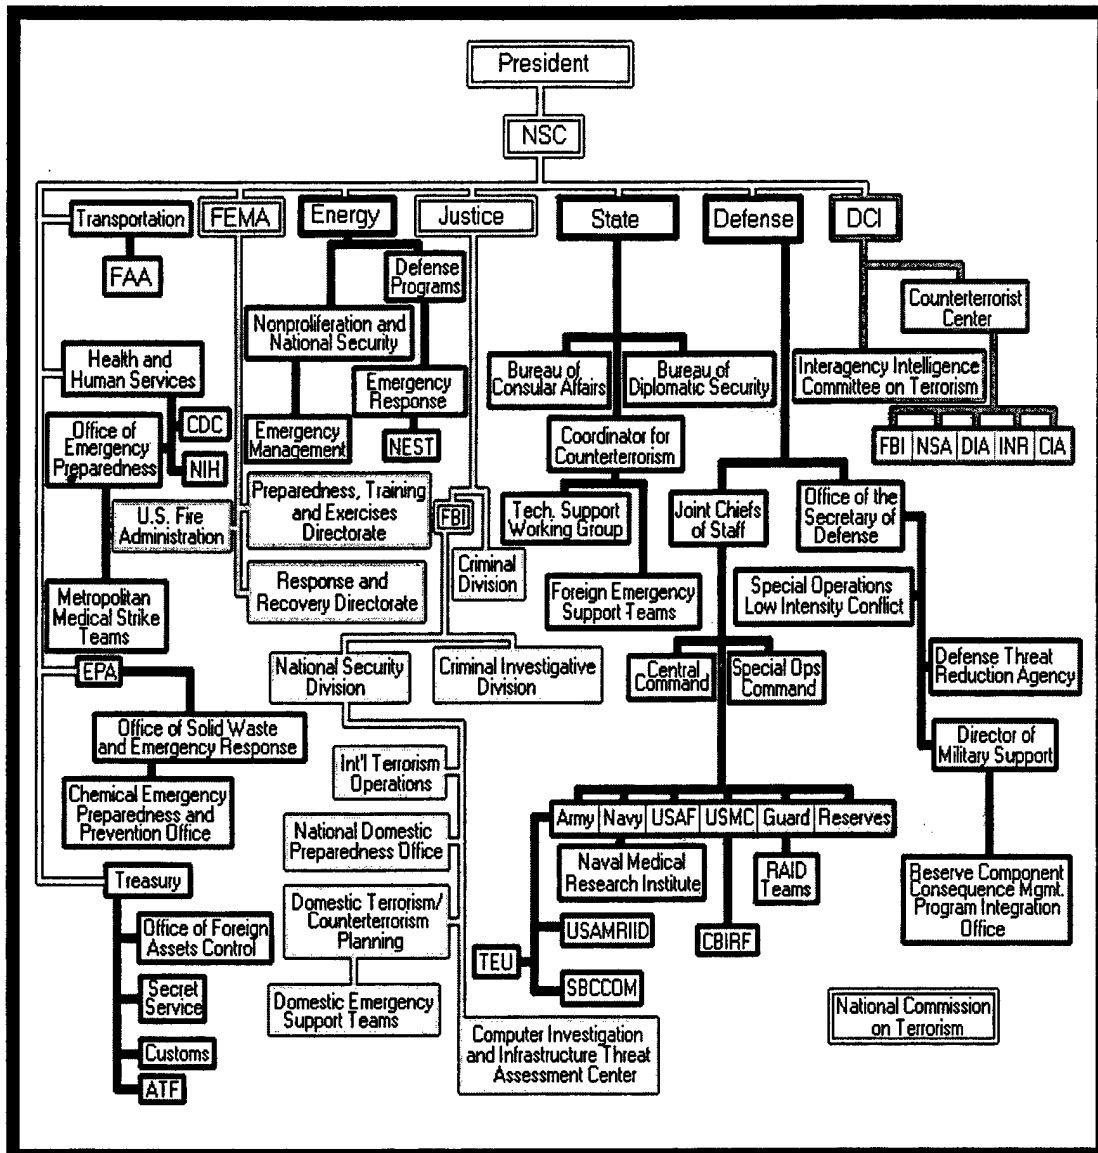 President
NSC
Transportation
FEMA
Energy
Justice
State
Defense
DCI
FAA
Defense
Programs
Nonproliferation and
National Security
Counterterrorist
Center
Health and
Human Services
Emergency
Response
Bureau of
Consular Affairs
Bureau of
Diplomatic Security
Interagency Intelligence
Committee on Terrorism
Office of
Emergency
Preparedness
CDC
NIH
Emergency
Management
NEST
Coordinator for
Counterterrorism
FBI NSA DIA INR CIA
U.S. Fire
Administration
Preparedness, Training
and Exercises
Directorate
FBI
Criminal
Division
Tech. Support
Working Group
Joint Chiefs
of Staff
Office of the
Secretary of
Defense
Metropolitan
Medical Strike
Teams
Response and
Recovery Directorate
Foreign Emergency
Support Teams
Special Operations
Low Intensity Conflict
EPA
National Security
Division
Criminal Investigative
Division
Central
Command
Special Ops
Command
Defense Threat
Reduction Agency
Office of Solid Waste
and Emergency Response
Director of
Military Support
Int'l Terrorism
Operations
Chemical Emergency
Preparedness and
Prevention Office
Army Navy USAF USMC Guard Reserves
National Domestic
Preparedness Office
Naval Medical
Research Institute
RAID
Teams
Treasury
Reserve Component
Consequence Mgmt.
Program Integration
Office
Domestic Terrorism/
Counterterrorism
Planning
Office of Foreign
Assets Control
USAMRIID
CBIRF
TEU
SBCCOM
Secret
Service
Domestic Emergency
Support Teams
National Commission
on Terrorism
Customs
Computer Investigation
and Infrastructure Threat
Assessment Center
ATF